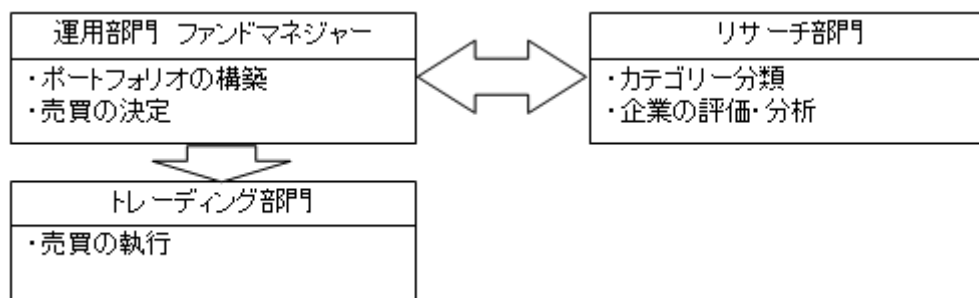 運用部門 ファンドマネジャー
・ポートフォリオの構築
・売買の決定
リサーチ部門
・カテゴリー分類
・企業の評価・分析
トレーディング部門
・売買の執行